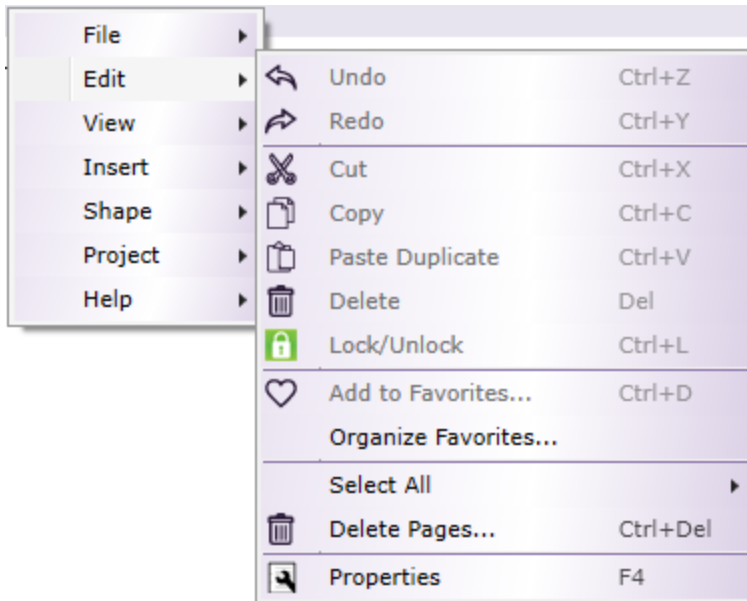 File
Edit
View
Insert
Shape
Project
Help
Undo Ctrl+Z
Redo Ctrl+Y
Cut Ctrl+X
Copy Ctrl+C
Paste Duplicate Ctrl+V
Delete Del
Lock/Unlock Ctrl+L
Add to Favorites... Ctrl+D
Organize Favorites...
Select All
Delete Pages... Ctrl+Del
Properties F4